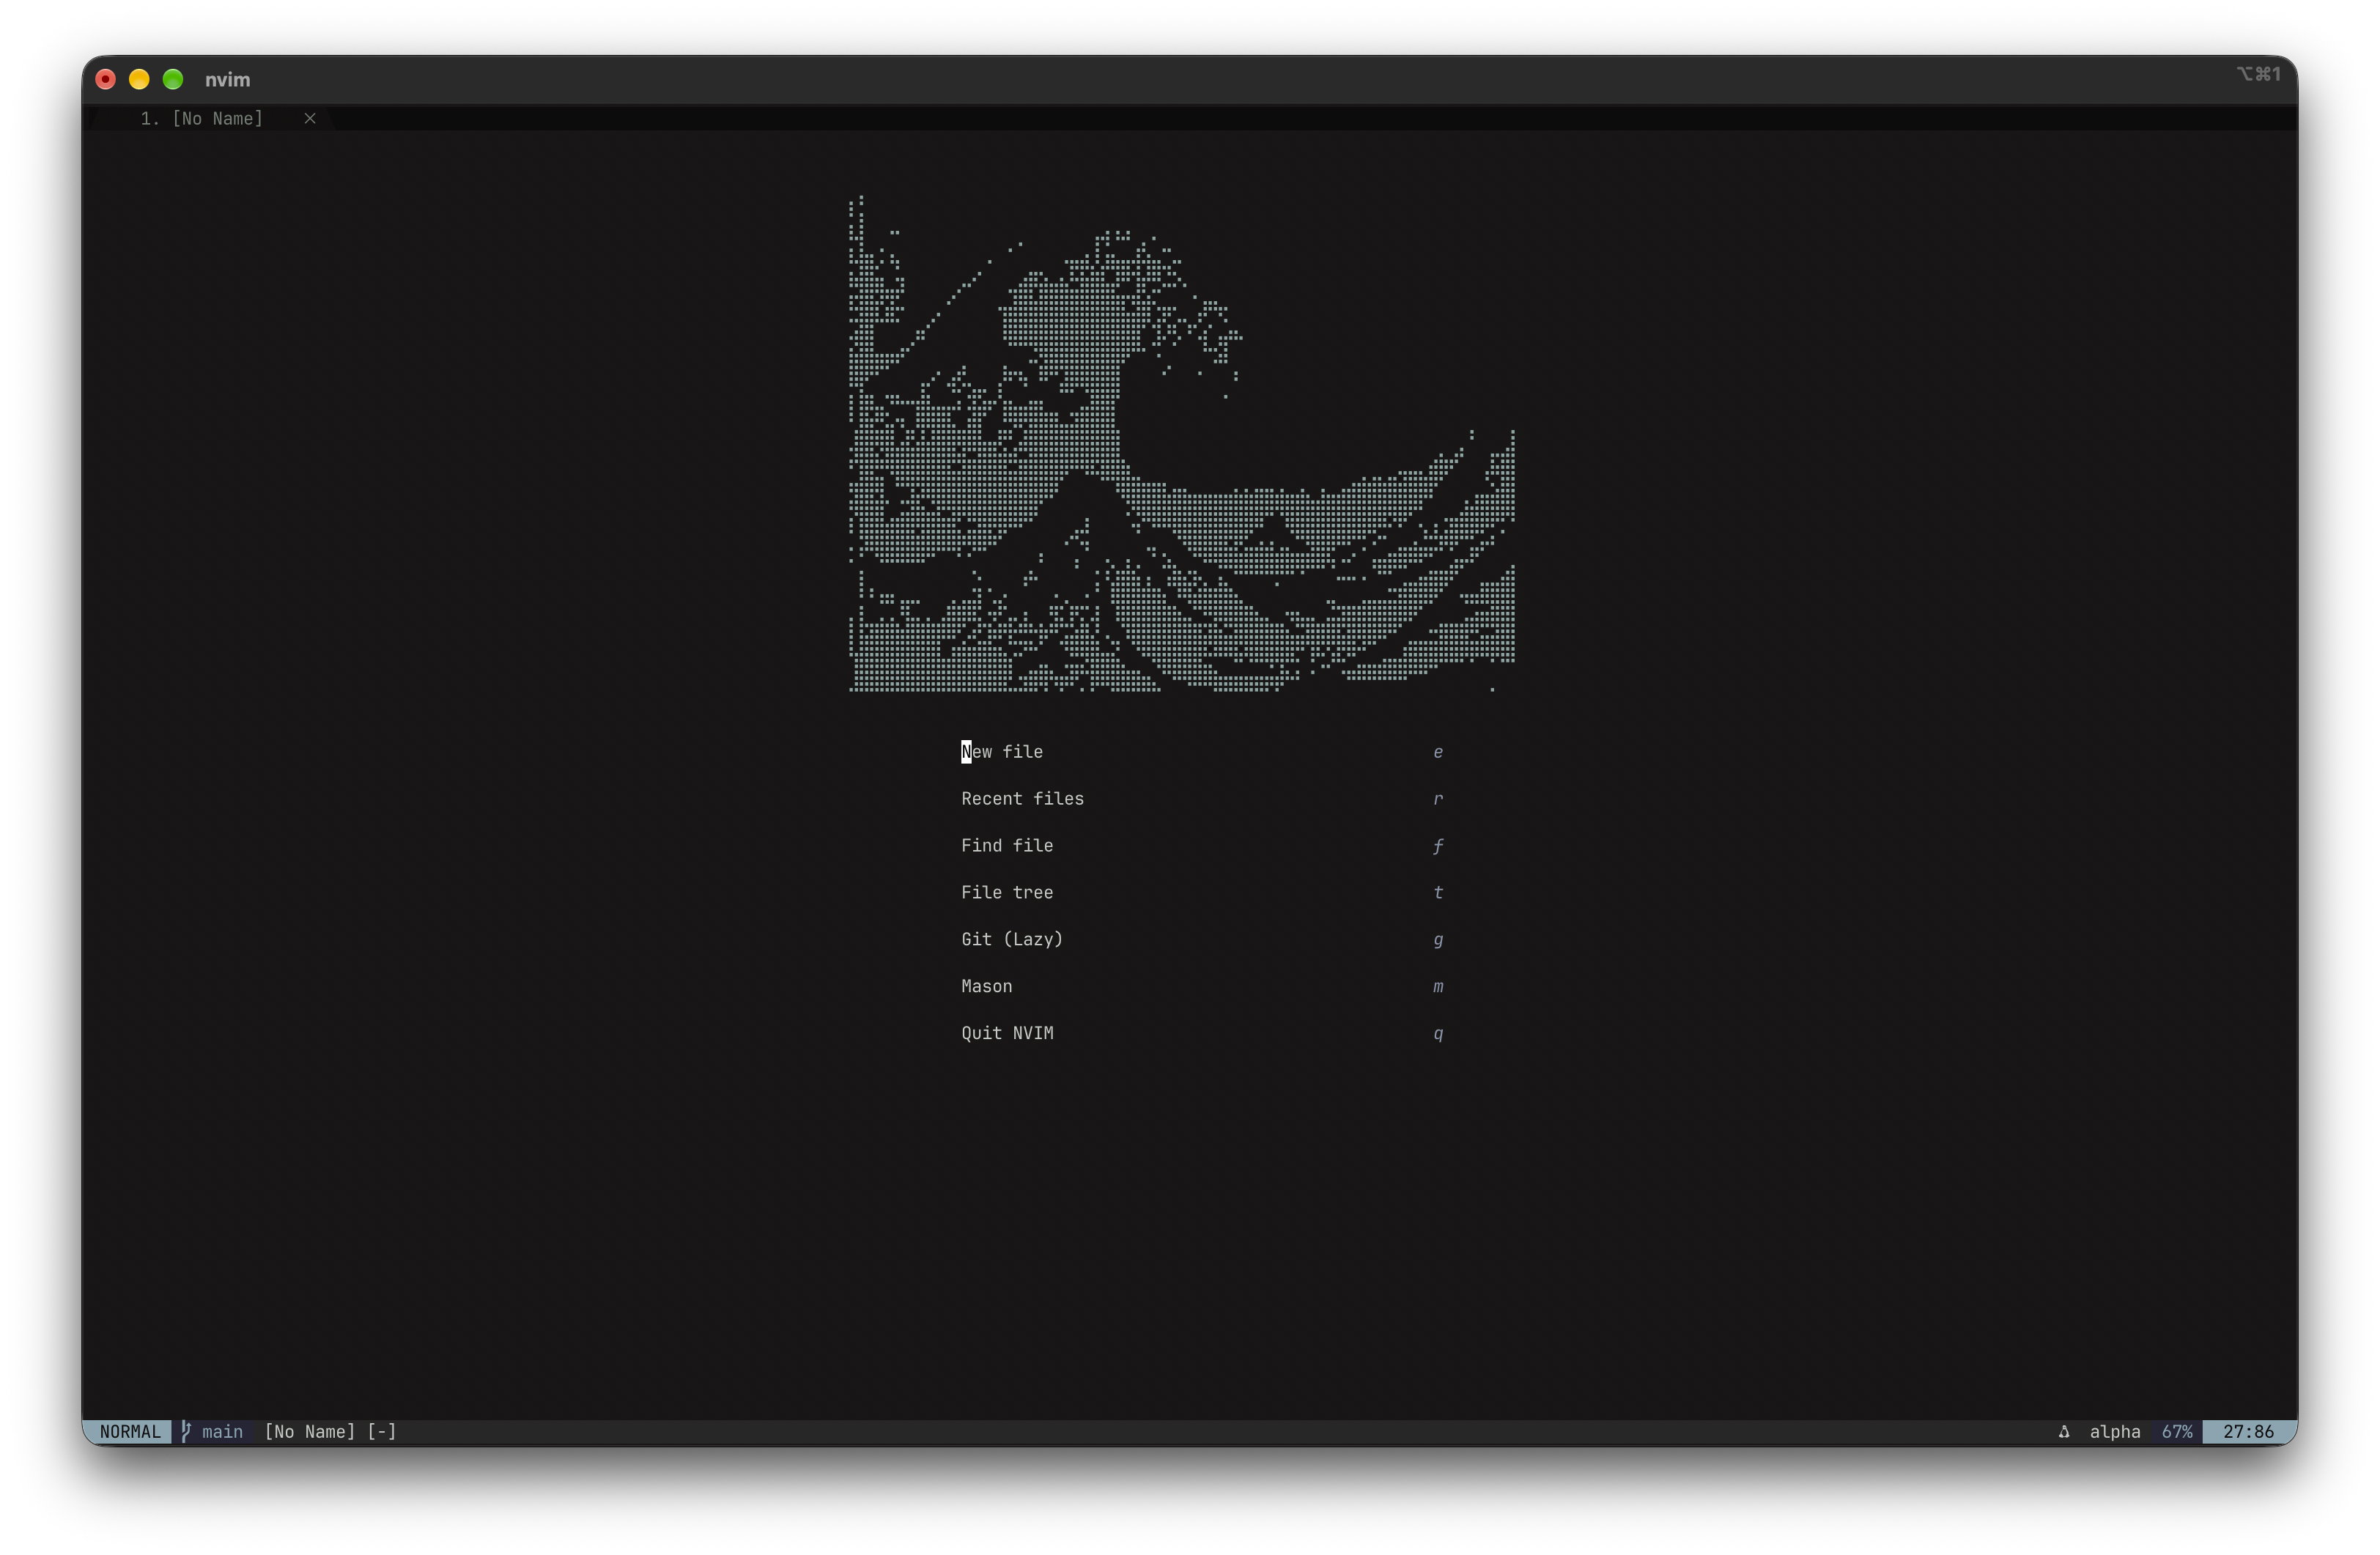 nvim
⌥⌘1
1. [No Name] ×
New file e
Recent files r
Find file f
File tree t
Git (Lazy) g
Mason m
Quit NVIM q
NORMAL main [No Name] [-] alpha 67% 27:86